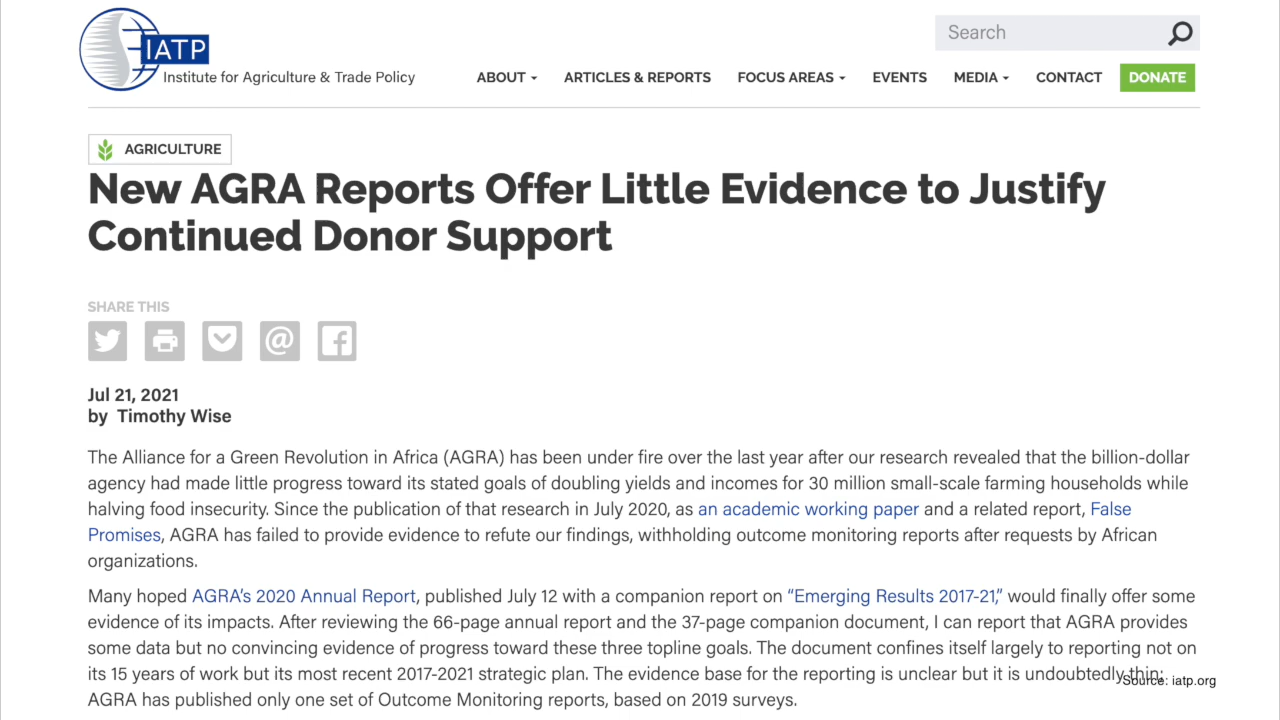 IATP
Institute for Agriculture & Trade Policy
Search
ABOUT ARTICLES & REPORTS FOCUS AREAS EVENTS MEDIA CONTACT DONATE
AGRICULTURE
New AGRA Reports Offer Little Evidence to Justify
Continued Donor Support
SHARE THIS
Jul 21, 2021
by Timothy Wise
The Alliance for a Green Revolution in Africa (AGRA) has been under fire over the last year after our research revealed that the billion-dollar
agency had made little progress toward its stated goals of doubling yields and incomes for 30 million small-scale farming households while
halving food insecurity. Since the publication of that research in July 2020, as an academic working paper and a related report, False
Promises, AGRA has failed to provide evidence to refute our findings, withholding outcome monitoring reports after requests by African
organizations.
Many hoped AGRA's 2020 Annual Report, published July 12 with a companion report on “Emerging Results 2017-21,” would finally offer some
evidence of its impacts. After reviewing the 66-page annual report and the 37-page companion document, I can report that AGRA provides
some data but no convincing evidence of progress toward these three topline goals. The document confines itself largely to reporting not on
its 15 years of work but its most recent 2017-2021 strategic plan. The evidence base for the reporting is unclear but it is undoubtedly thin;
AGRA has published only one set of Outcome Monitoring reports, based on 2019 surveys.
Source: iatp.org